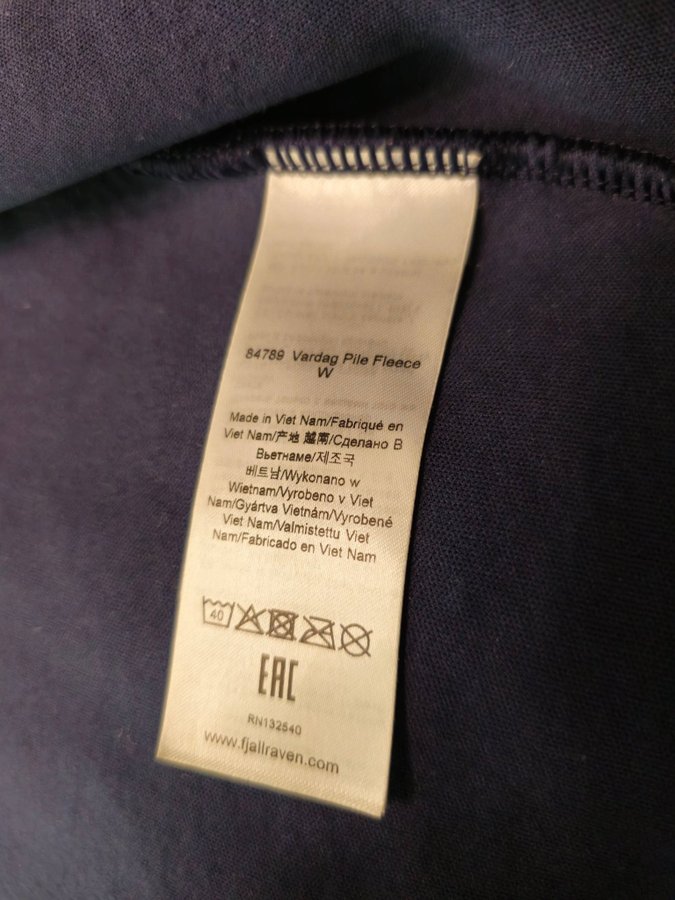 84789 Vardag Pile Fleece
W
Made in Viet Nam/Fabriqué en
Viet Nam/产地 越南/Сделано В
Вьетнаме/제조국
베트남/Wykonano w
Wietnam/Vyrobeno v Viet
Nam/Gyártva Vietnám/Vyrobené
Viet Nam/Valmistettu Viet
Nam/Fabricado en Viet Nam
40
EAC
RN132540
www.fjallraven.com